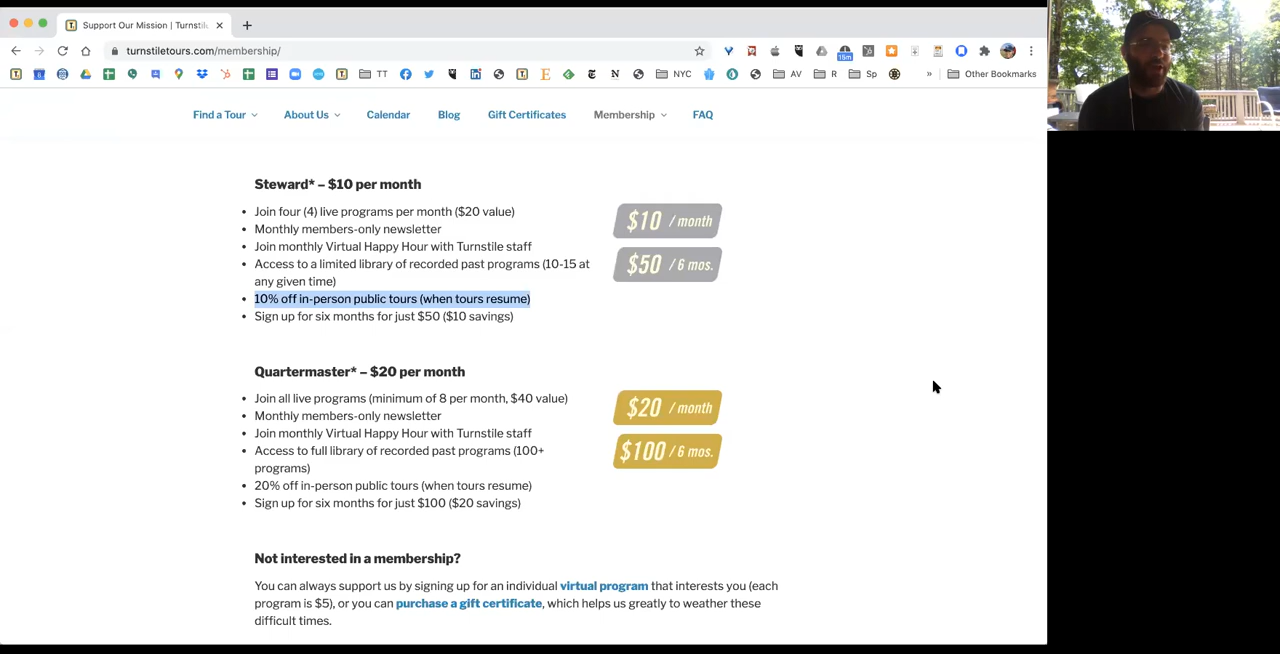 Support Our Mission | Turnstile
turnstiletours.com/membership/
15m
TT
NYC
AV
R
Sp
Other Bookmarks
Find a Tour
About Us
Calendar
Blog
Gift Certificates
Membership
FAQ
Steward* – $10 per month
• Join four (4) live programs per month ($20 value)
• Monthly members-only newsletter
• Join monthly Virtual Happy Hour with Turnstile staff
• Access to a limited library of recorded past programs (10-15 at
any given time)
• 10% off in-person public tours (when tours resume)
• Sign up for six months for just $50 ($10 savings)
$10 / month
$50 / 6 mos.
Quartermaster* – $20 per month
• Join all live programs (minimum of 8 per month, $40 value)
• Monthly members-only newsletter
• Join monthly Virtual Happy Hour with Turnstile staff
• Access to full library of recorded past programs (100+
programs)
• 20% off in-person public tours (when tours resume)
• Sign up for six months for just $100 ($20 savings)
$20 / month
$100 / 6 mos.
Not interested in a membership?
You can always support us by signing up for an individual virtual program that interests you (each
program is $5), or you can purchase a gift certificate, which helps us greatly to weather these
difficult times.